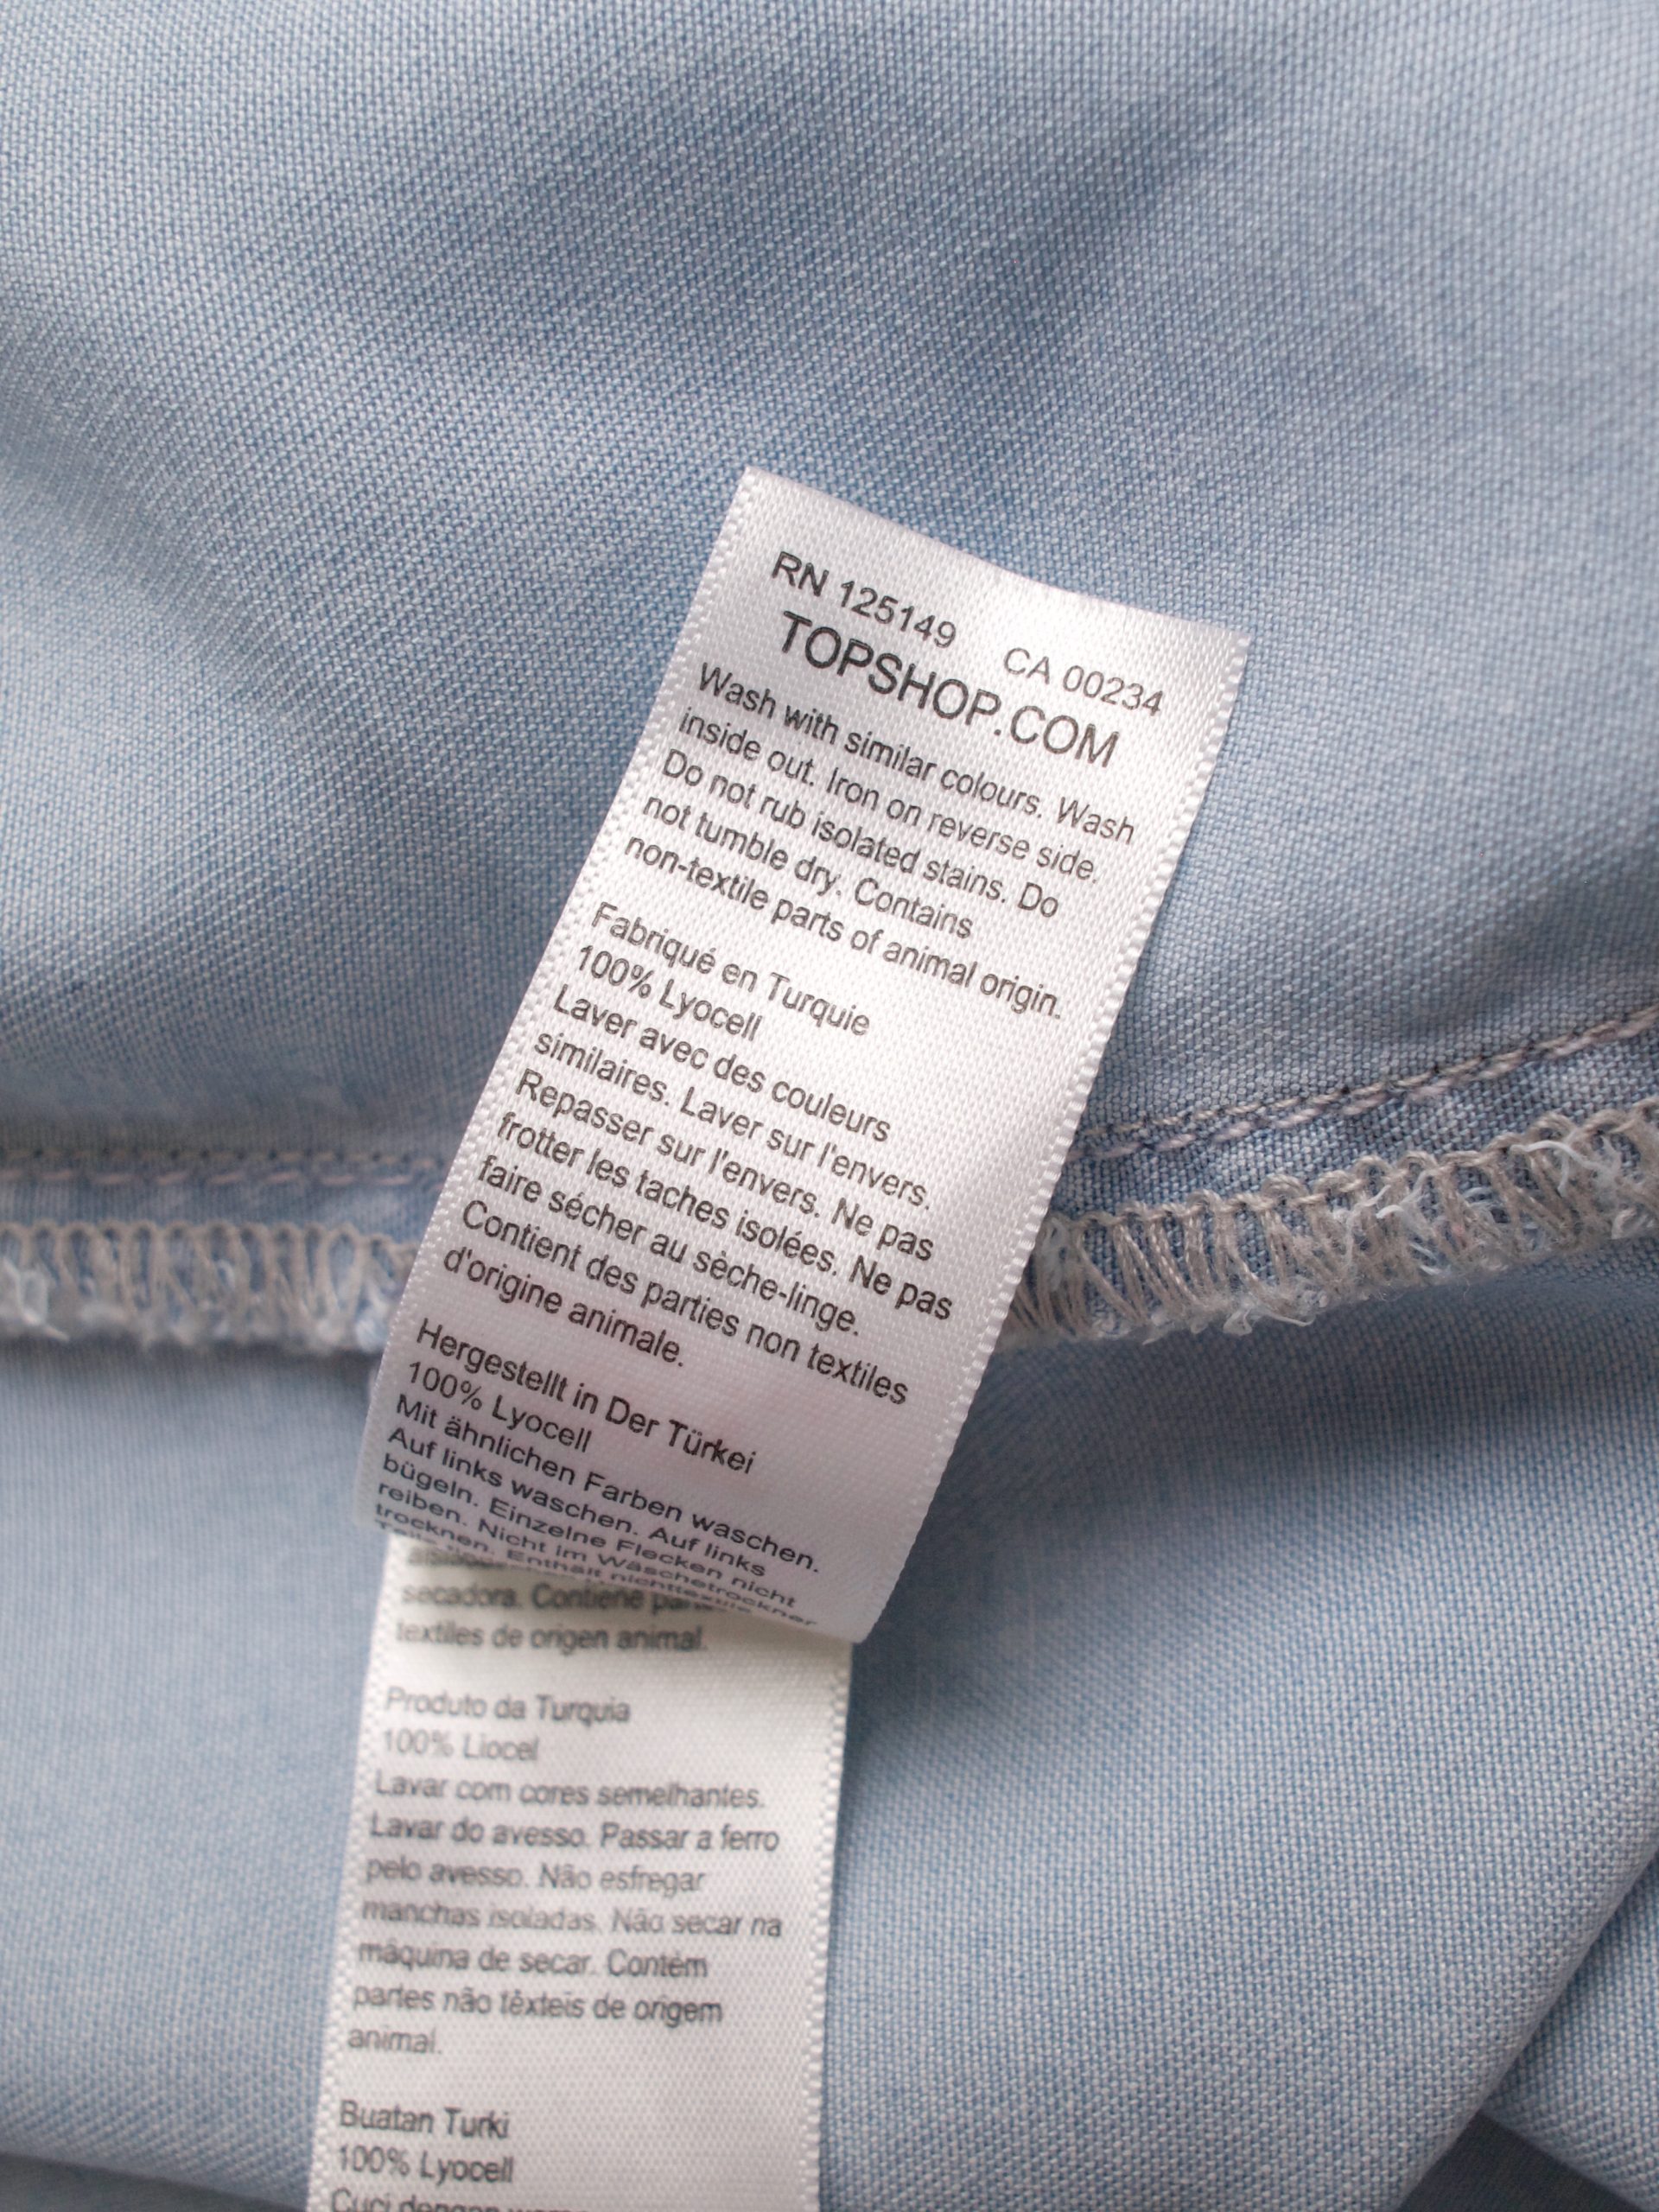 RN 125149 CA 00234
TOPSHOP.COM
Wash with similar colours. Wash
inside out. Iron on reverse side.
Do not rub isolated stains. Do
not tumble dry. Contains
non-textile parts of animal origin.
Fabriqué en Turquie
100% Lyocell
Laver avec des couleurs
similaires. Laver sur l'envers.
Repasser sur l'envers. Ne pas
frotter les taches isolées. Ne pas
faire sécher au sèche-linge.
Contient des parties non textiles
d'origine animale.
Hergestellt in Der Türkei
100% Lyocell
Mit ähnlichen Farben waschen.
Auf links waschen. Auf links
bügeln. Einzelne Flecken nicht
reiben. Nicht im Wäschetrockner
trocknen. Enthält nichttextile
secadora. Contiene
textiles de origen animal.
Produto da Turquia
100% Liocel
Lavar com cores semelhantes.
Lavar do avesso. Passar a ferro
pelo avesso. Não esfregar
manchas isoladas. Não secar na
máquina de secar. Contém
partes não têxteis de origem
animal.
Buatan Turki
100% Lyocell
Cuci dengan